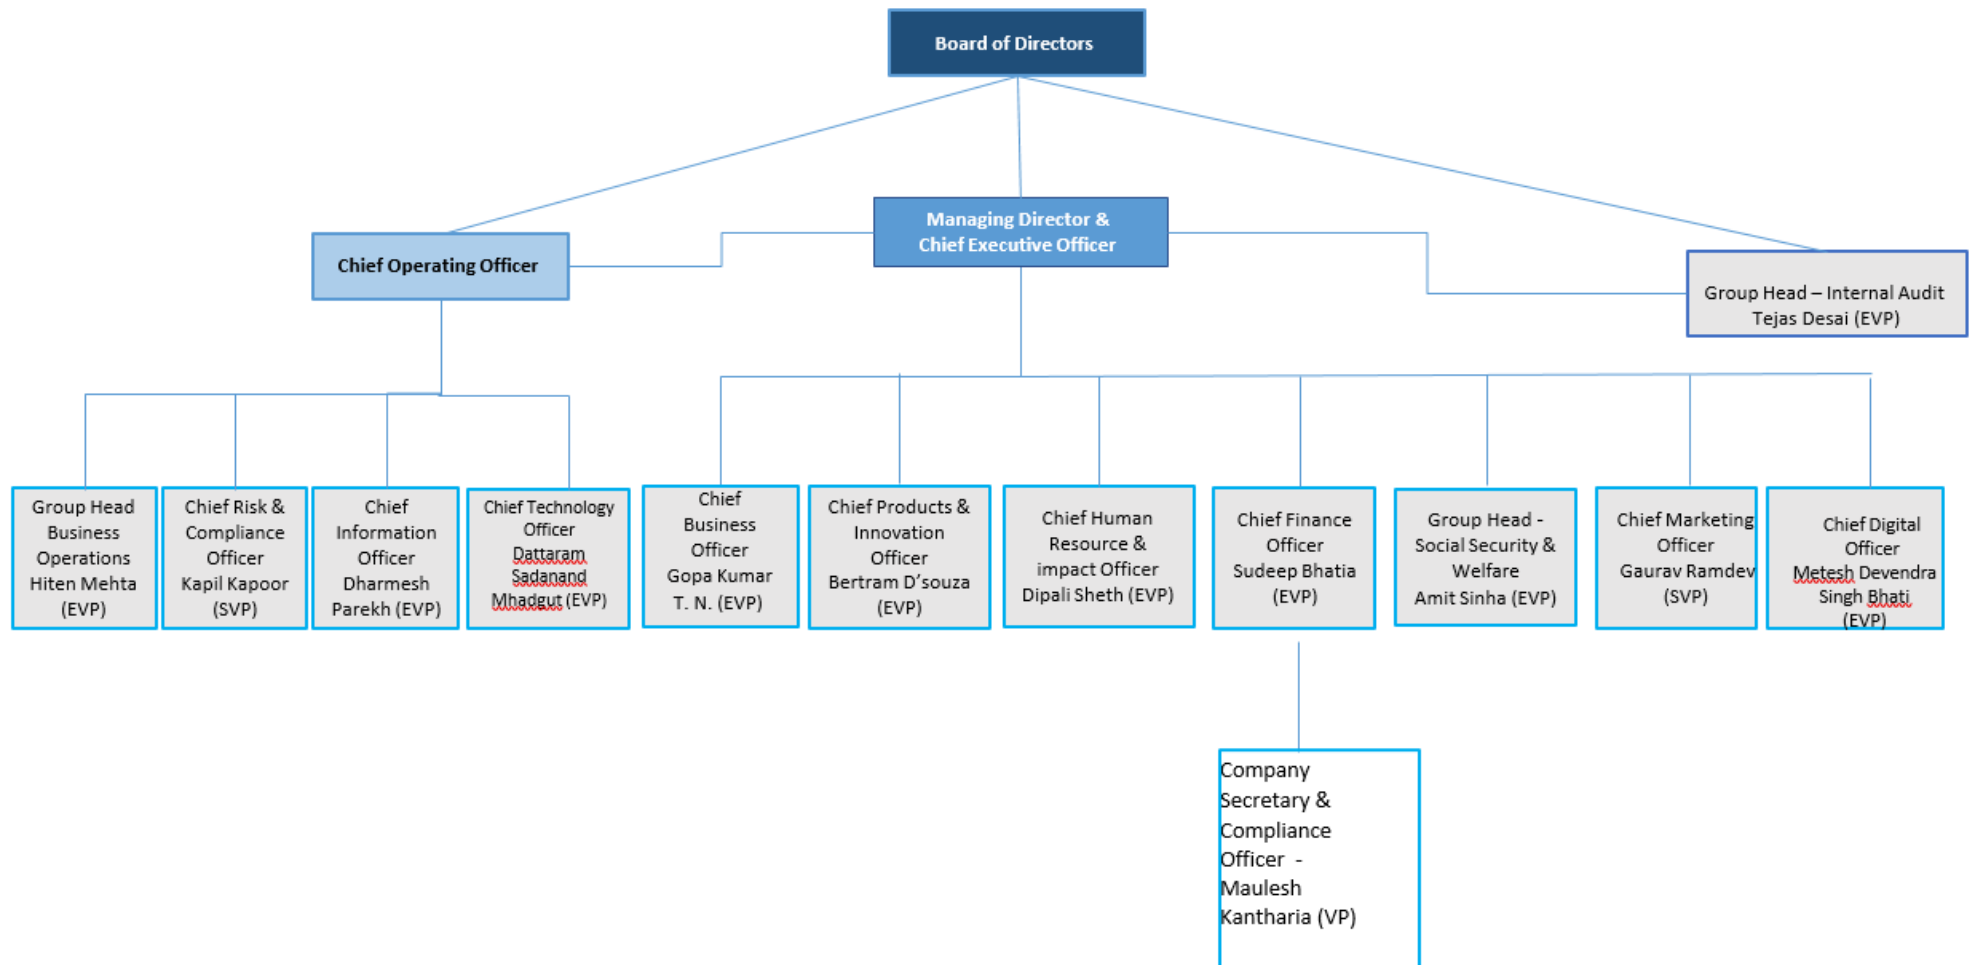 Board of Directors
Managing Director &
Chief Executive Officer
Chief Operating Officer
Group Head – Internal Audit
Tejas Desai (EVP)
Group Head
Business
Operations
Hiten Mehta
(EVP)
Chief Risk &
Compliance
Officer
Kapil Kapoor
(SVP)
Chief
Information
Officer
Dharmesh
Parekh (EVP)
Chief Technology
Officer
Dattaram
Sadanand
Mhadgut (EVP)
Chief
Business
Officer
Gopa Kumar
T. N. (EVP)
Chief Products &
Innovation
Officer
Bertram D’souza
(EVP)
Chief Human
Resource &
impact Officer
Dipali Sheth (EVP)
Chief Finance
Officer
Sudeep Bhatia
(EVP)
Group Head -
Social Security &
Welfare
Amit Sinha (EVP)
Chief Marketing
Officer
Gaurav Ramdev
(SVP)
Chief Digital
Officer
Metesh Devendra
Singh Bhati
(EVP)
Company
Secretary &
Compliance
Officer -
Maulesh
Kantharia (VP)